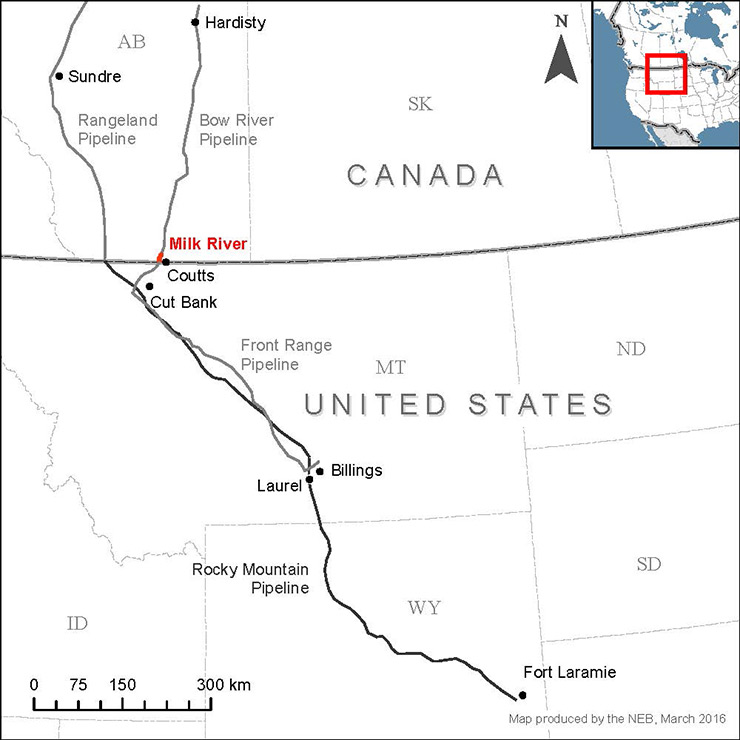 Hardisty
N
AB
Sundre
SK
Rangeland
Pipeline
Bow River
Pipeline
CANADA
Milk River
Coutts
Cut Bank
Front Range
Pipeline
MT
ND
UNITED STATES
Billings
Laurel
Rocky Mountain
Pipeline
SD
WY
ID
Fort Laramie
0 75 150 300 km
Map produced by the NEB, March 2016